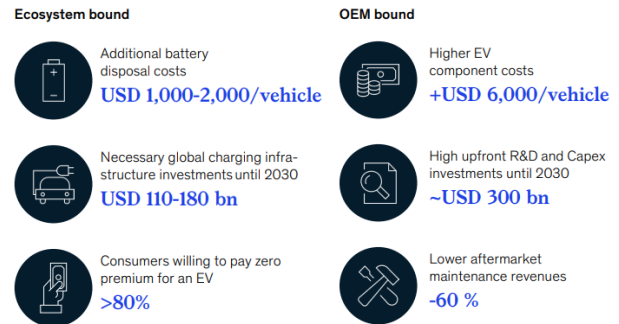 Ecosystem bound
Additional battery
disposal costs
USD 1,000-2,000/vehicle
Necessary global charging infra-
structure investments until 2030
USD 110-180 bn
Consumers willing to pay zero
premium for an EV
>80%
OEM bound
Higher EV
component costs
+USD 6,000/vehicle
High upfront R&D and Capex
investments until 2030
~USD 300 bn
Lower aftermarket
maintenance revenues
-60 %